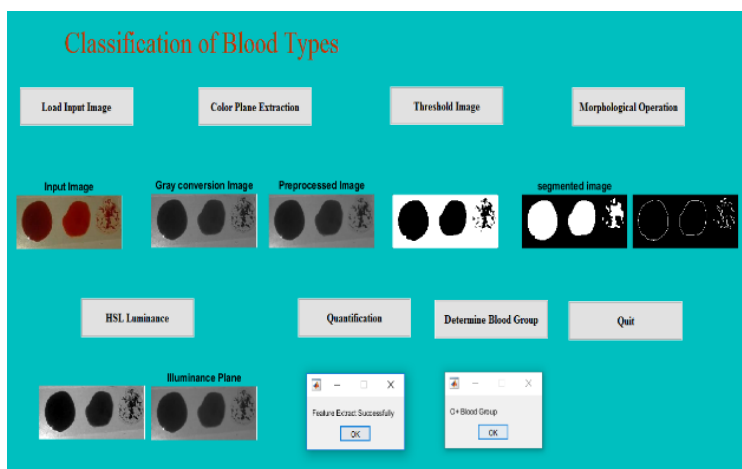 Classification of Blood Types
Load Input Image
Color Plane Extraction
Threshold Image
Morphological Operation
Input Image
Gray conversion Image
Preprocessed Image
segmented image
HSL Luminance
Quantification
Determine Blood Group
Quit
Illuminance Plane
Feature Extract Successfully
OK
O+ Blood Group
OK